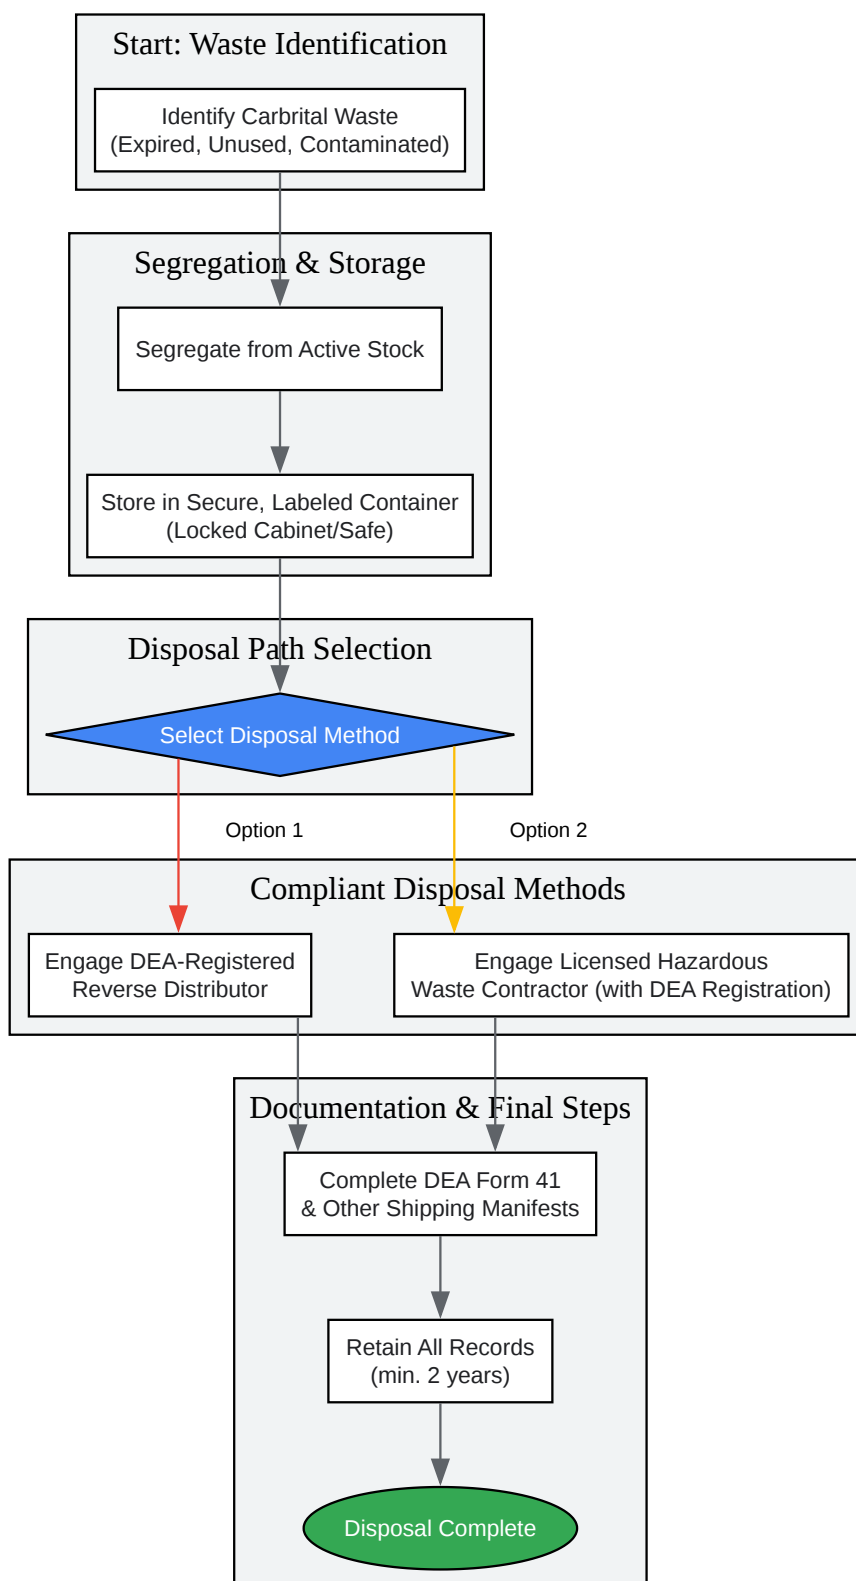 Start: Waste Identification
Identify Carbrital Waste
(Expired, Unused, Contaminated)
Segregation & Storage
Segregate from Active Stock
Store in Secure, Labeled Container
(Locked Cabinet/Safe)
Disposal Path Selection
Select Disposal Method
Option 1
Option 2
Compliant Disposal Methods
Engage DEA-Registered
Reverse Distributor
Engage Licensed Hazardous
Waste Contractor (with DEA Registration)
Documentation & Final Steps
Complete DEA Form 41
& Other Shipping Manifests
Retain All Records
(min. 2 years)
Disposal Complete